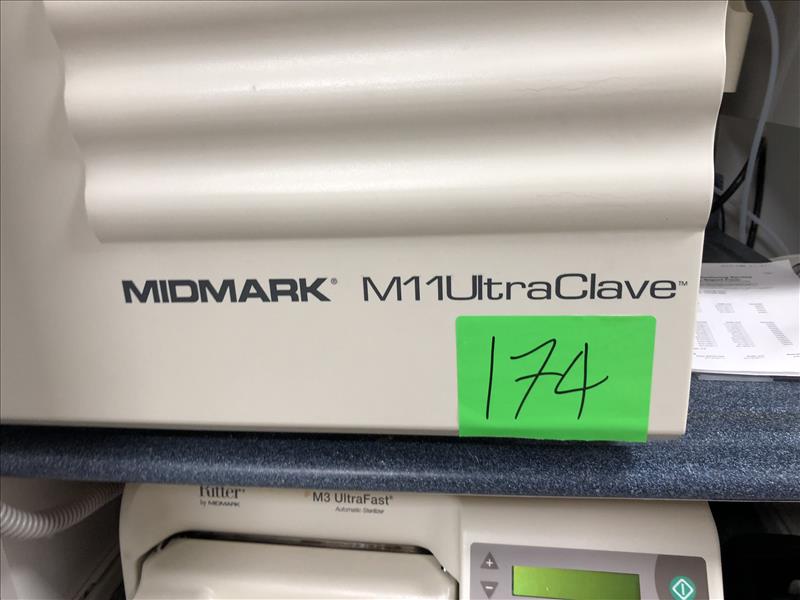 MIDMARK® M11UltraClave™
174
Ritter®
by MIDMARK
M3 UltraFast®
Automatic Sterilizer
+
−